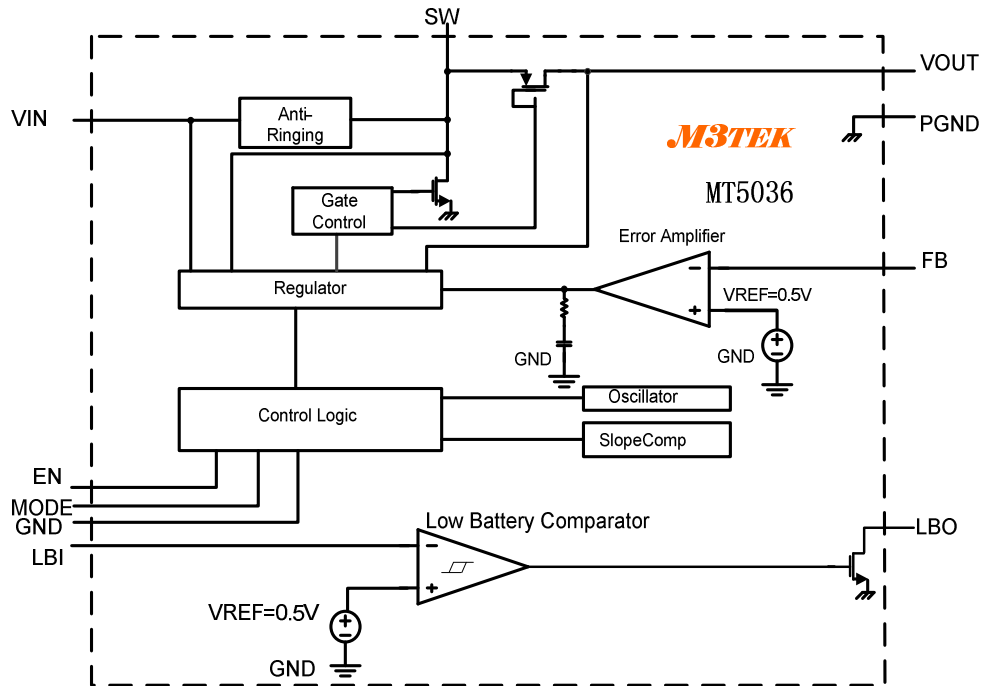 SW
VOUT
VIN
Anti-
Ringing
PGND
M3TEK
MT5036
Gate
Control
Error Amplifier
FB
Regulator
VREF=0.5V
GND
GND
Control Logic
Oscillator
SlopeComp
EN
MODE
GND
LBI
Low Battery Comparator
LBO
VREF=0.5V
GND